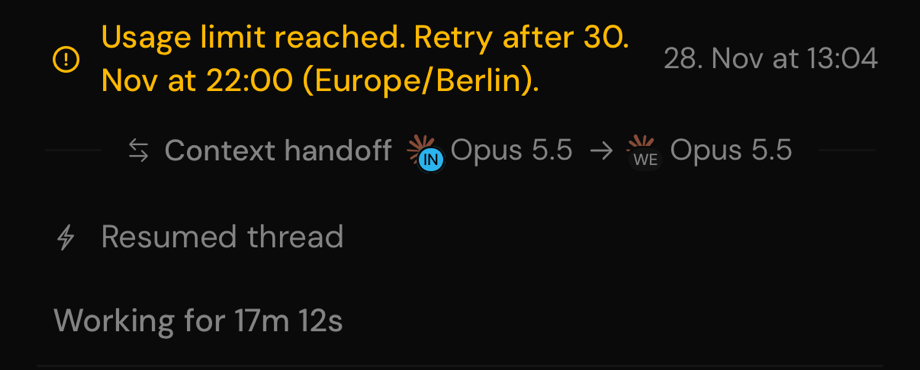 Usage limit reached. Retry after 30.
Nov at 22:00 (Europe/Berlin).
28. Nov at 13:04
Context handoff IN Opus 5.5 → WE Opus 5.5
Resumed thread
Working for 17m 12s